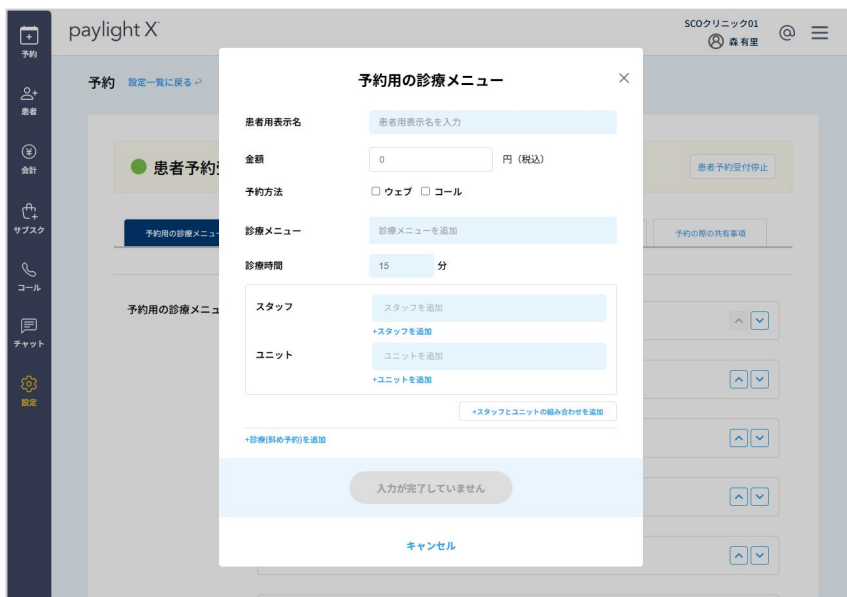 paylight X
SCOクリニック01
森 有里
予約
患者
会計
サブスク
コール
チャット
設定
予約 設定一覧に戻る
患者予約受
患者予約受付停止
予約用の診療メニュー
予約の際の共有事項
予約用の診療メニュ
予約用の診療メニュー
患者用表示名 患者用表示名を入力
金額 0 円（税込）
予約方法 ウェブ コール
診療メニュー 診療メニューを追加
診療時間 15 分
スタッフ スタッフを追加
+スタッフを追加
ユニット ユニットを追加
+ユニットを追加
+スタッフとユニットの組み合わせを追加
+診療(斜め予約)を追加
入力が完了していません
キャンセル